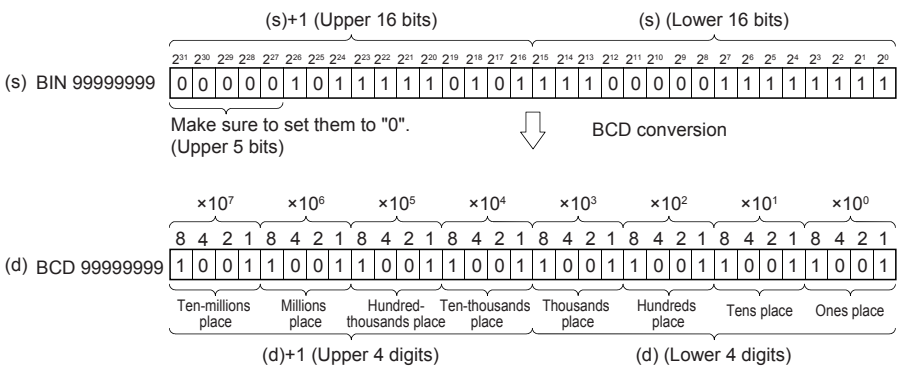 (s)+1 (Upper 16 bits) (s) (Lower 16 bits)
2³¹ 2³⁰ 2²⁹ 2²⁸ 2²⁷ 2²⁶ 2²⁵ 2²⁴ 2²³ 2²² 2²¹ 2²⁰ 2¹⁹ 2¹⁸ 2¹⁷ 2¹⁶ 2¹⁵ 2¹⁴ 2¹³ 2¹² 2¹¹ 2¹⁰ 2⁹ 2⁸ 2⁷ 2⁶ 2⁵ 2⁴ 2³ 2² 2¹ 2⁰
(s) BIN 99999999 0 0 0 0 0 1 0 1 1 1 1 1 0 1 0 1 1 1 1 0 0 0 0 0 1 1 1 1 1 1 1 1
Make sure to set them to "0".
(Upper 5 bits)
BCD conversion
×10⁷ ×10⁶ ×10⁵ ×10⁴ ×10³ ×10² ×10¹ ×10⁰
8 4 2 1 8 4 2 1 8 4 2 1 8 4 2 1 8 4 2 1 8 4 2 1 8 4 2 1 8 4 2 1
(d) BCD 99999999 1 0 0 1 1 0 0 1 1 0 0 1 1 0 0 1 1 0 0 1 1 0 0 1 1 0 0 1 1 0 0 1
Ten-millions place Millions place Hundred-thousands place Ten-thousands place Thousands place Hundreds place Tens place Ones place
(d)+1 (Upper 4 digits) (d) (Lower 4 digits)